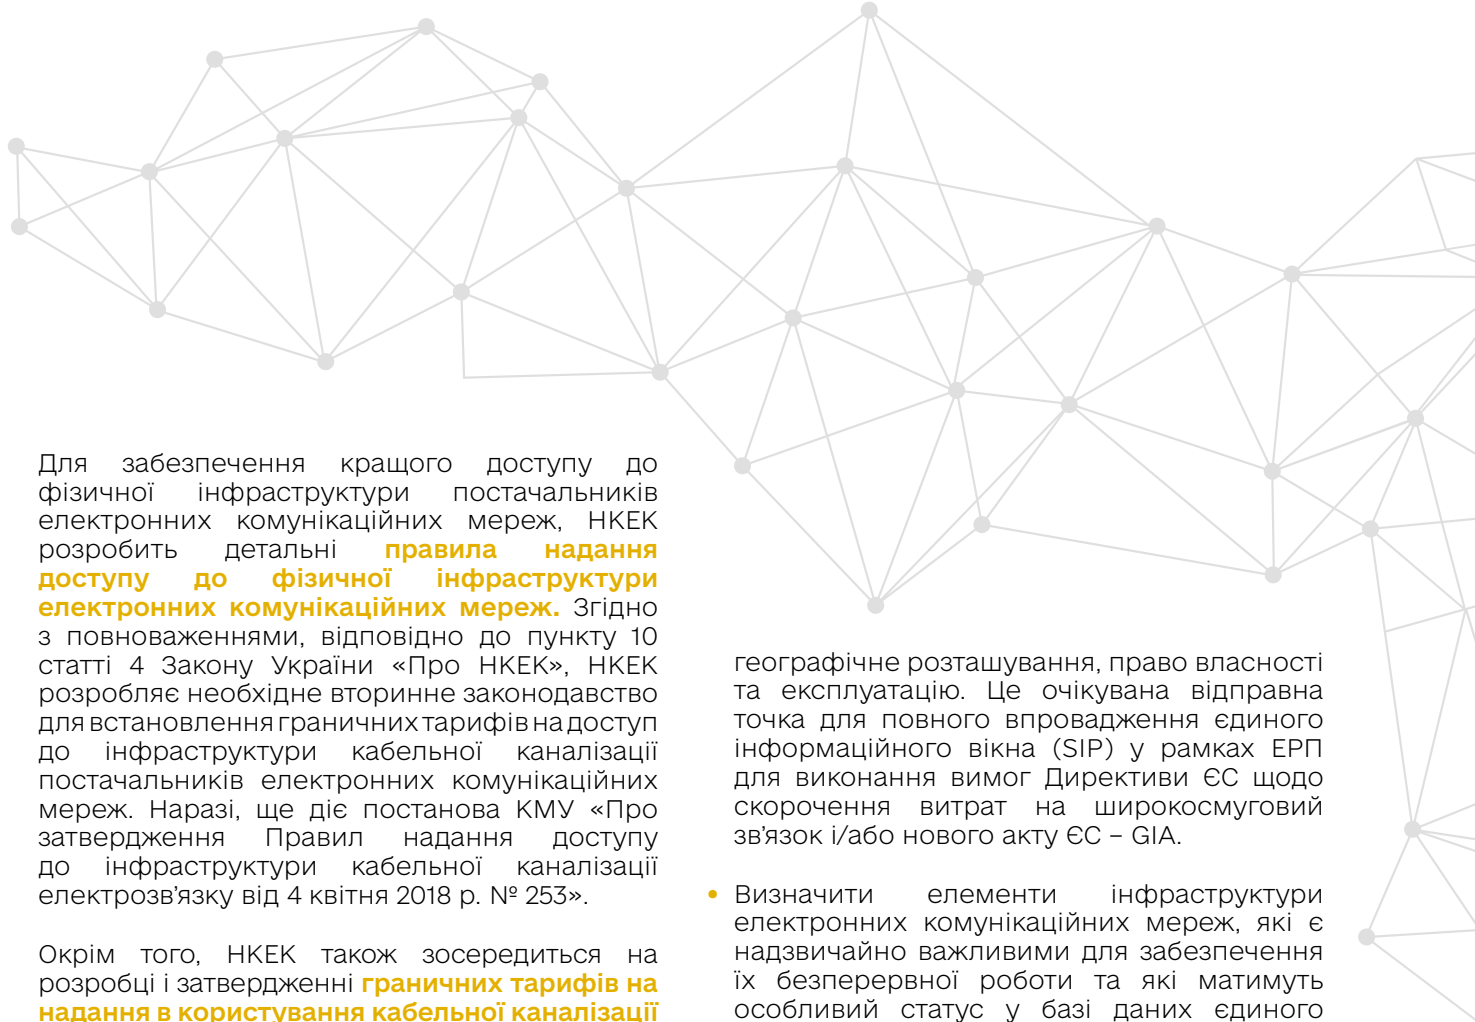 Для забезпечення кращого доступу до
фізичної інфраструктури постачальників
електронних комунікаційних мереж, НКЕК
розробить детальні правила надання
доступу до фізичної інфраструктури
електронних комунікаційних мереж. Згідно
з повноваженнями, відповідно до пункту 10
статті 4 Закону України «Про НКЕК», НКЕК
розробляє необхідне вторинне законодавство
для встановлення граничних тарифів на доступ
до інфраструктури кабельної каналізації
постачальників електронних комунікаційних
мереж. Наразі, ще діє постанова КМУ «Про
затвердження Правил надання доступу
до інфраструктури кабельної каналізації
електрозв'язку від 4 квітня 2018 р. № 253».
Окрім того, НКЕК також зосередиться на
розробці і затвердженні граничних тарифів на
надання в користування кабельної каналізації
географічне розташування, право власності
та експлуатацію. Це очікувана відправна
точка для повного впровадження єдиного
інформаційного вікна (SIP) у рамках ЕРП
для виконання вимог Директиви ЄС щодо
скорочення витрат на широкосмуговий
зв'язок і/або нового акту ЄС – GIA.
• Визначити елементи інфраструктури
електронних комунікаційних мереж, які є
надзвичайно важливими для забезпечення
їх безперервної роботи та які матимуть
особливий статус у базі даних єдиного